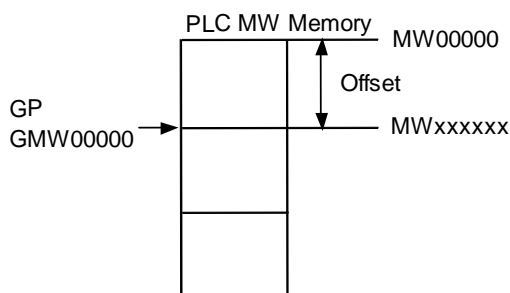 PLC MW Memory
MW00000
Offset
GP
GMW00000
MWxxxxxx